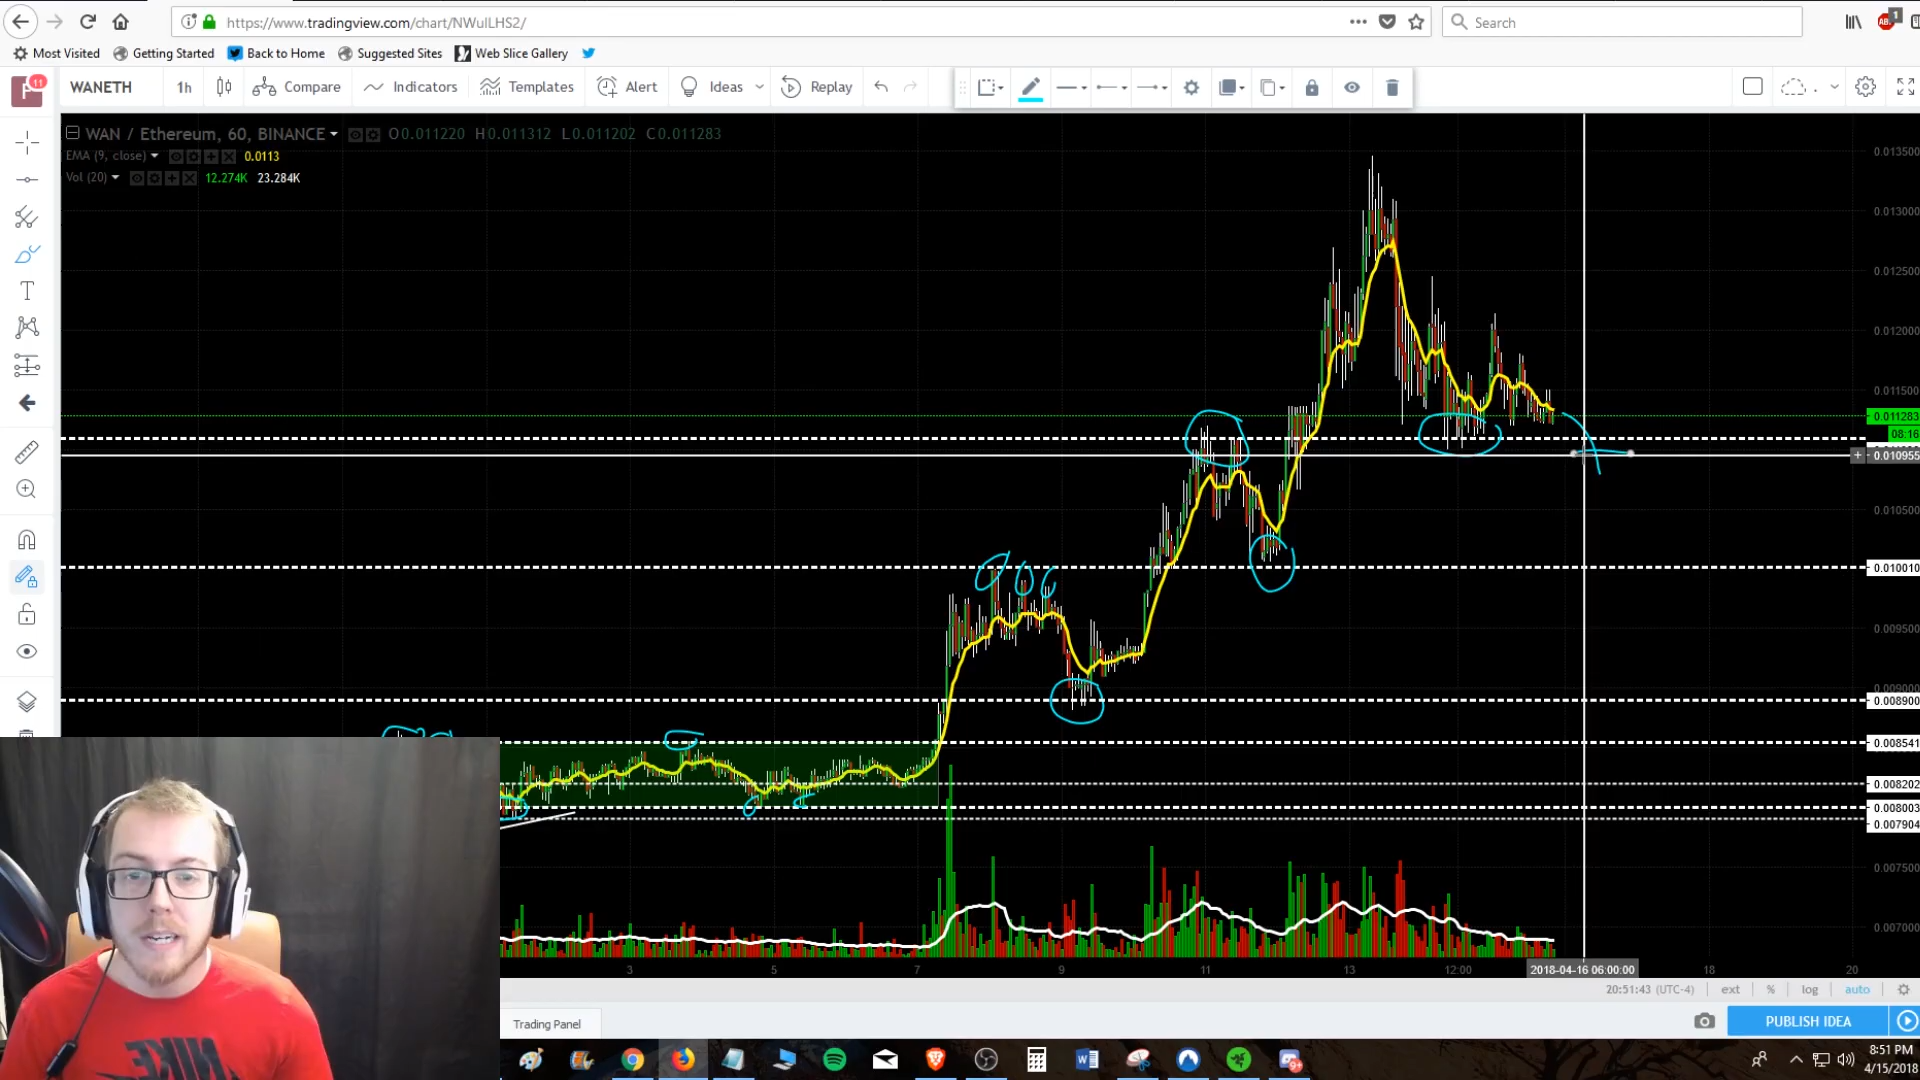 https://www.tradingview.com/chart/NWulLHS2/
Search
ABP
1
Most Visited
Getting Started
Back to Home
Suggested Sites
Web Slice Gallery
11
WANETH
1h
Compare
Indicators
Templates
Alert
Ideas
Replay
WAN / Ethereum, 60, BINANCE
O0.011220 H0.011312 L0.011202 C0.011283
EMA (9, close)
0.0113
Vol (20)
12.274K
23.284K
0.013500
0.013000
0.012500
0.012000
0.011500
0.011283
08:16
0.010955
0.010500
0.010010
0.009500
0.009000
0.008900
0.008541
0.008202
0.008003
0.007904
0.007500
0.007000
3
5
7
9
11
13
12:00
2018-04-16 06:00:00
18
20
20:51:43 (UTC-4)
ext
%
log
auto
Trading Panel
PUBLISH IDEA
8:51 PM
4/15/2018
NIKE